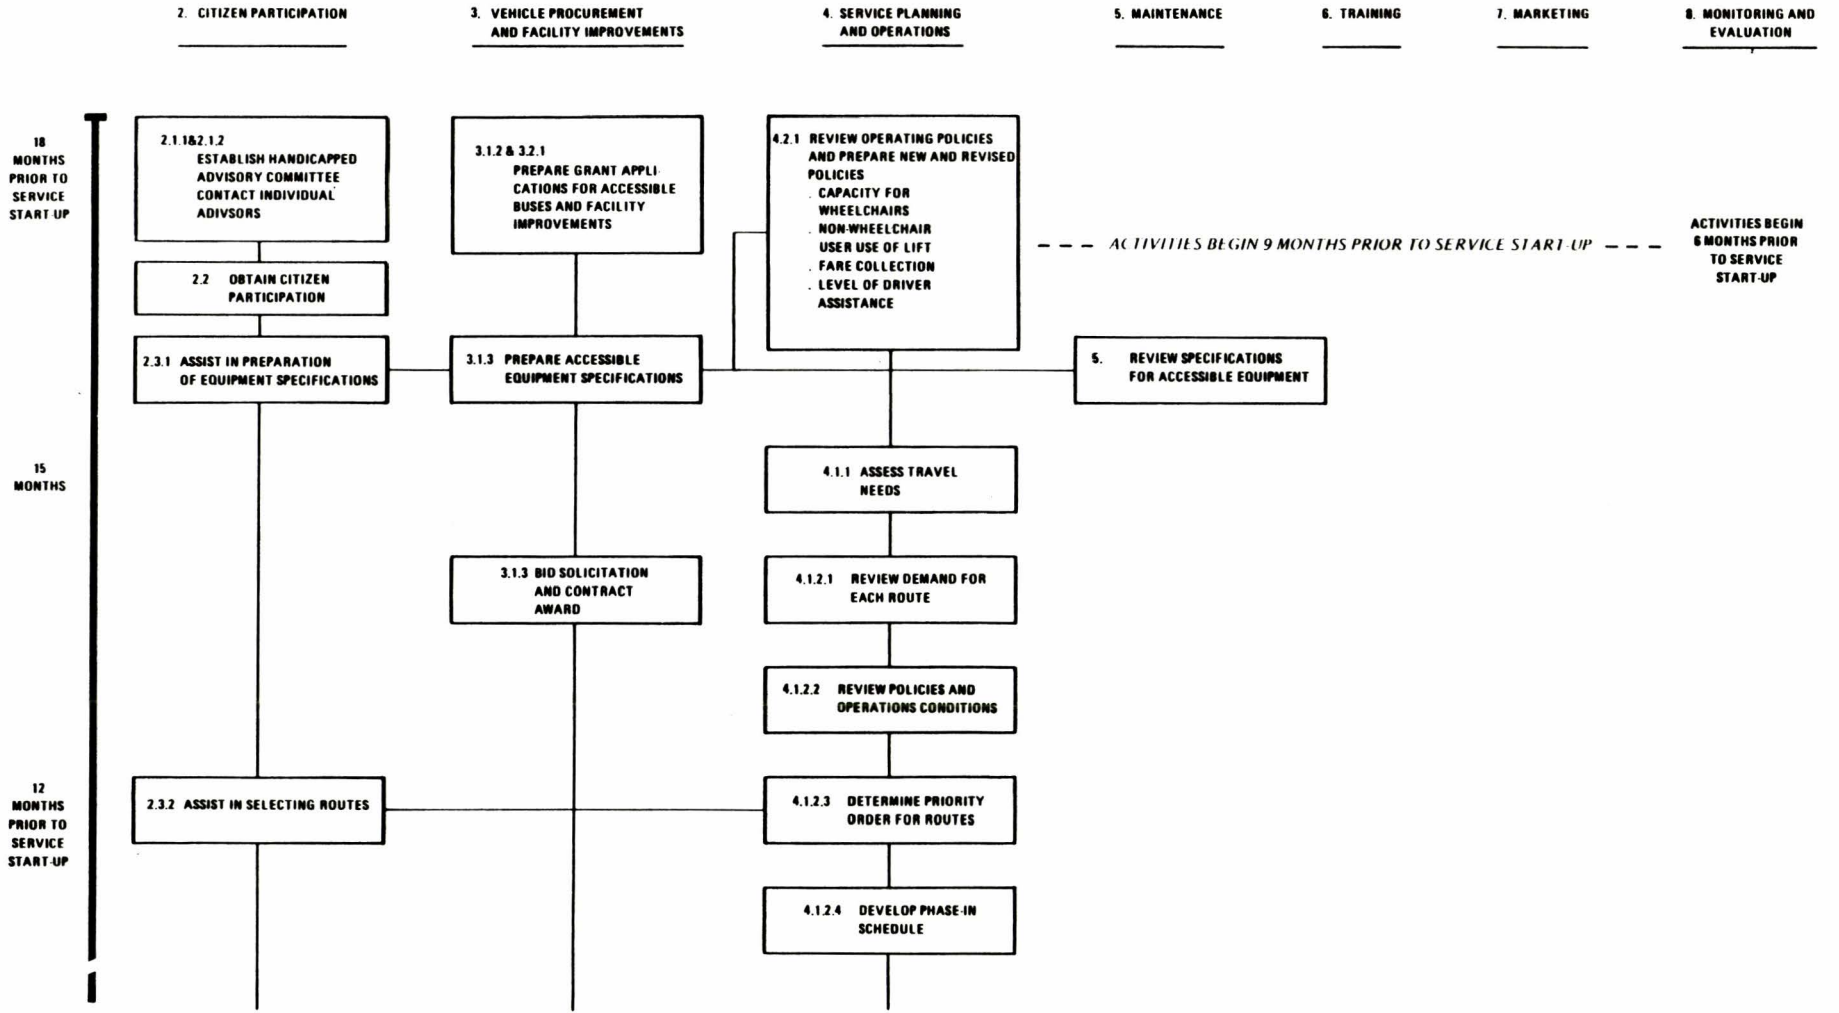 2. CITIZEN PARTICIPATION
3. VEHICLE PROCUREMENT
AND FACILITY IMPROVEMENTS
4. SERVICE PLANNING
AND OPERATIONS
5. MAINTENANCE
6. TRAINING
7. MARKETING
8. MONITORING AND
EVALUATION
18
MONTHS
PRIOR TO
SERVICE
START-UP
2.1.1&2.1.2
ESTABLISH HANDICAPPED
ADVISORY COMMITTEE
CONTACT INDIVIDUAL
ADIVSORS
2.2 OBTAIN CITIZEN
PARTICIPATION
2.3.1 ASSIST IN PREPARATION
OF EQUIPMENT SPECIFICATIONS
3.1.2 & 3.2.1
PREPARE GRANT APPLI-
CATIONS FOR ACCESSIBLE
BUSES AND FACILITY
IMPROVEMENTS
3.1.3 PREPARE ACCESSIBLE
EQUIPMENT SPECIFICATIONS
4.2.1 REVIEW OPERATING POLICIES
AND PREPARE NEW AND REVISED
POLICIES
. CAPACITY FOR
WHEELCHAIRS
. NON-WHEELCHAIR
USER USE OF LIFT
. FARE COLLECTION
. LEVEL OF DRIVER
ASSISTANCE
ACTIVITIES BEGIN 9 MONTHS PRIOR TO SERVICE START-UP
ACTIVITIES BEGIN
6 MONTHS PRIOR
TO SERVICE
START-UP
5. REVIEW SPECIFICATIONS
FOR ACCESSIBLE EQUIPMENT
15
MONTHS
4.1.1 ASSESS TRAVEL
NEEDS
3.1.3 BID SOLICITATION
AND CONTRACT
AWARD
4.1.2.1 REVIEW DEMAND FOR
EACH ROUTE
4.1.2.2 REVIEW POLICIES AND
OPERATIONS CONDITIONS
12
MONTHS
PRIOR TO
SERVICE
START-UP
2.3.2 ASSIST IN SELECTING ROUTES
4.1.2.3 DETERMINE PRIORITY
ORDER FOR ROUTES
4.1.2.4 DEVELOP PHASE-IN
SCHEDULE